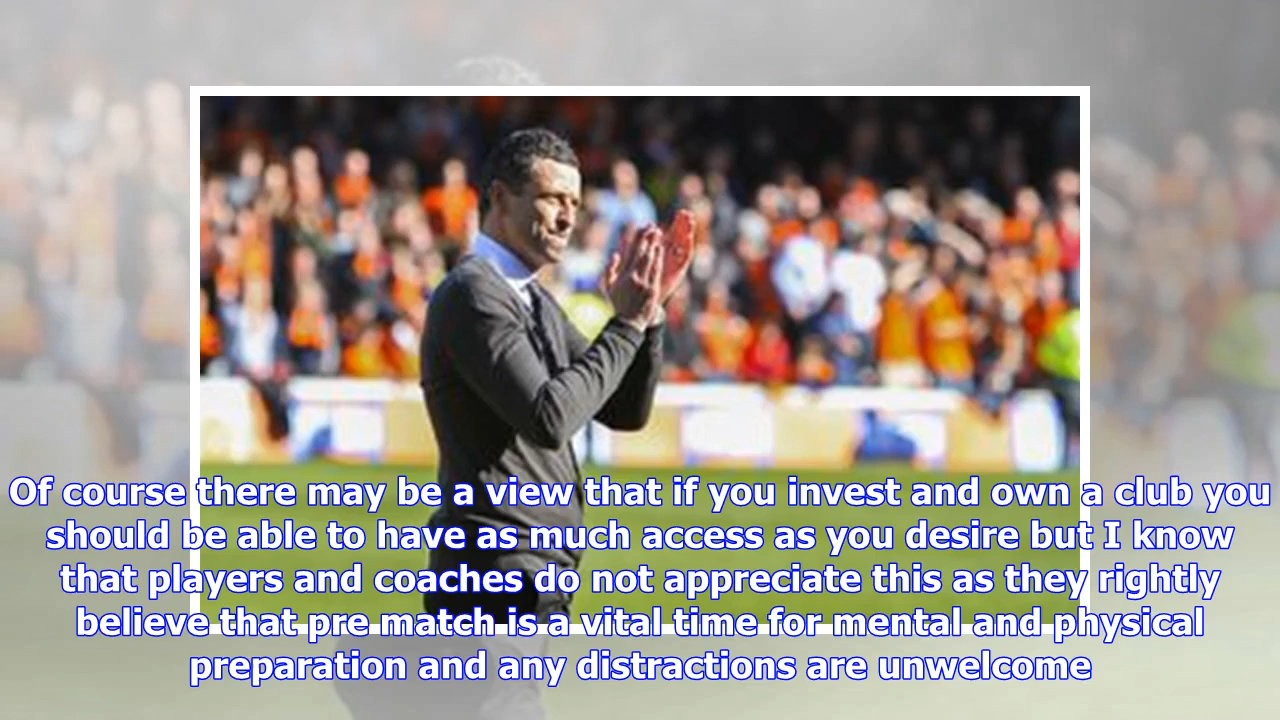 Of course there may be a view that if you invest and own a club you
should be able to have as much access as you desire but I know
that players and coaches do not appreciate this as they rightly
believe that pre match is a vital time for mental and physical
preparation and any distractions are unwelcome